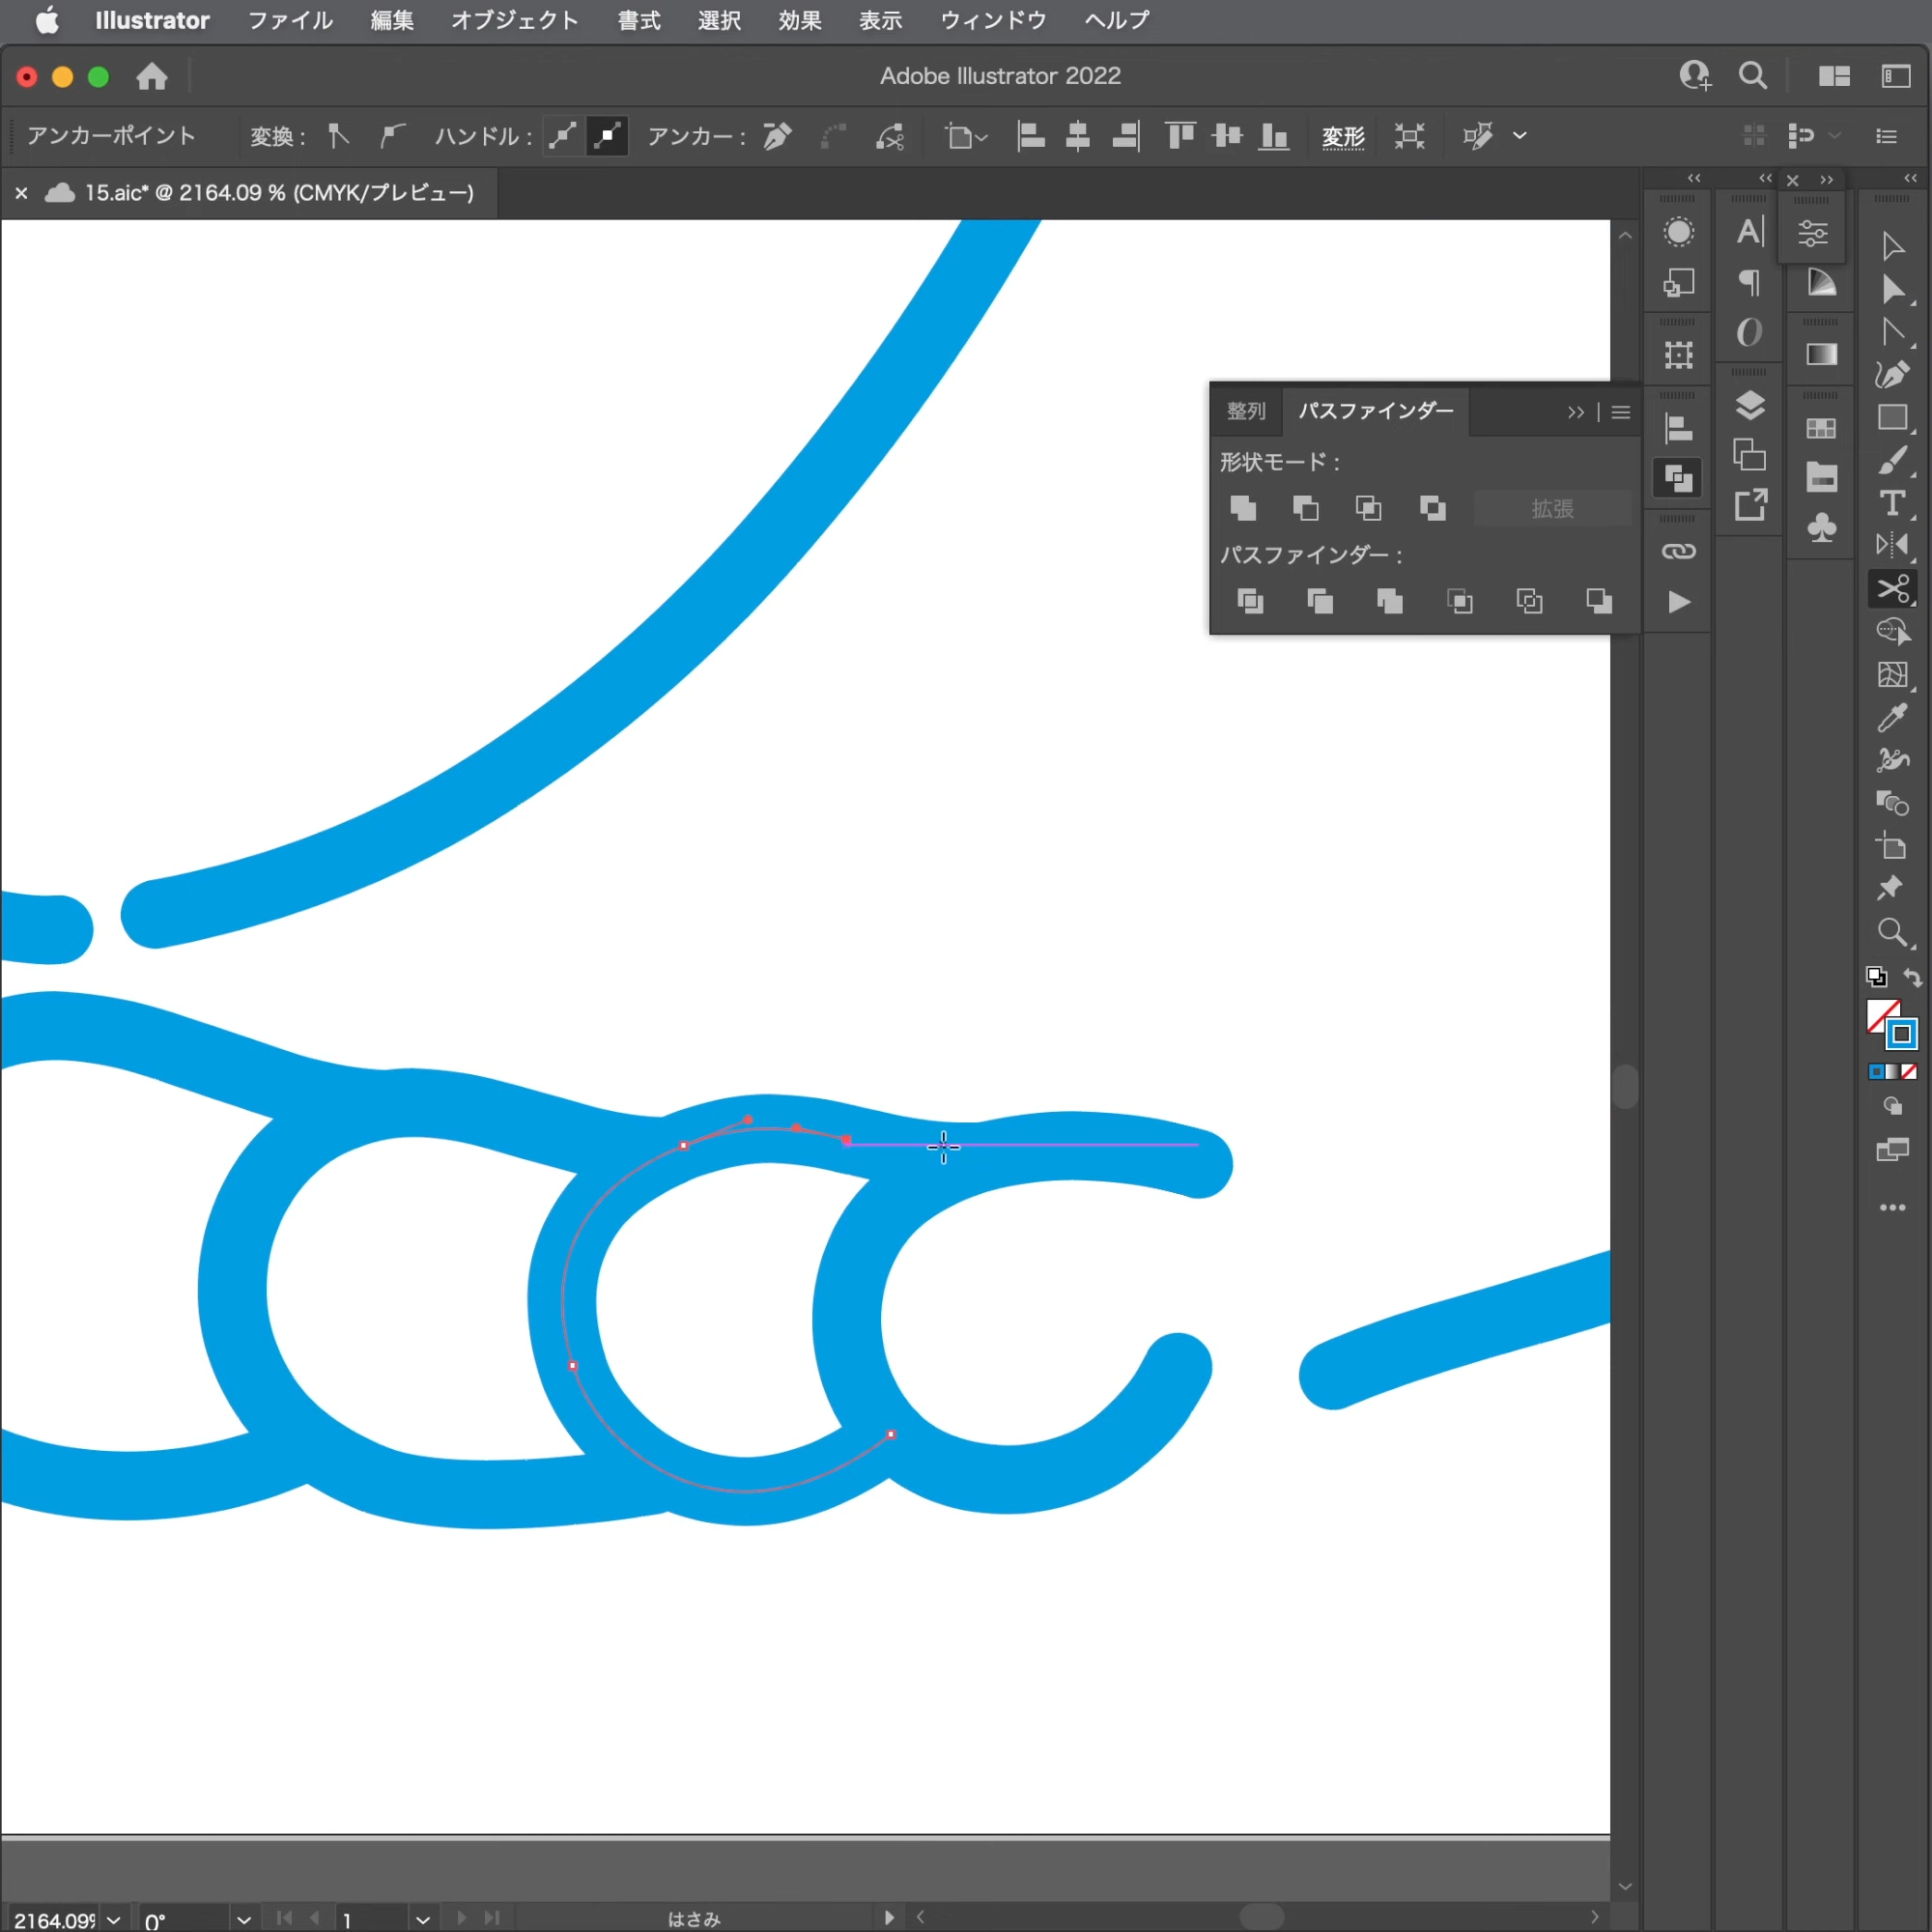 Illustrator ファイル 編集 オブジェクト 書式 選択 効果 表示 ウィンドウ ヘルプ
Adobe Illustrator 2022
アンカーポイント 変換： ハンドル： アンカー： 変形
15.aic* @ 2164.09 % (CMYK/プレビュー)
整列 パスファインダー
形状モード：
拡張
パスファインダー：
2164.09% 0° 1 はさみ